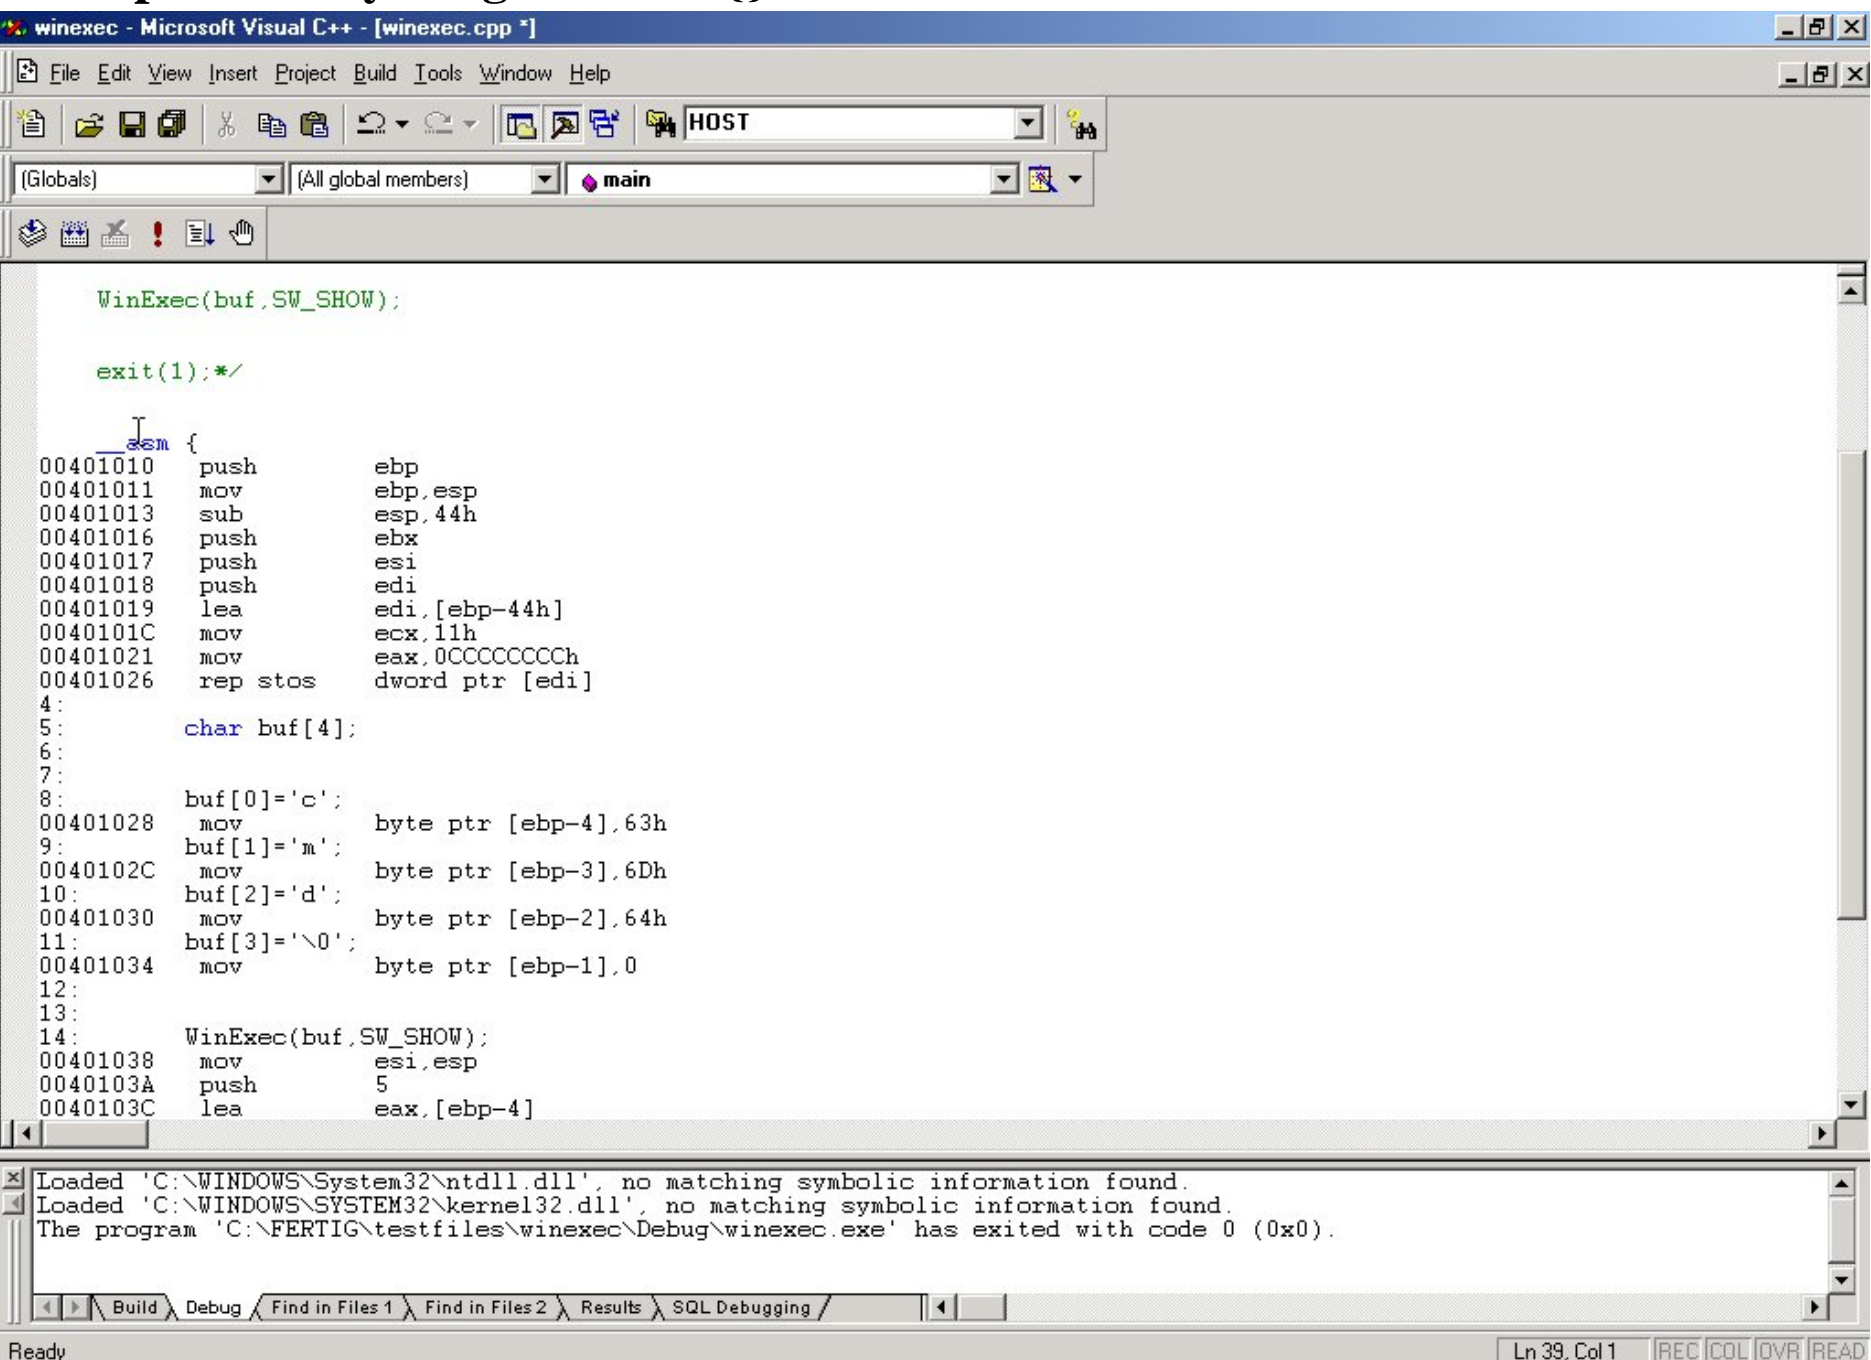 winexec - Microsoft Visual C++ - [winexec.cpp *]
File Edit View Insert Project Build Tools Window Help
HOST
(Globals) (All global members) main
WinExec(buf,SW_SHOW);
exit(1);*/
__asm {
00401010 push ebp
00401011 mov ebp,esp
00401013 sub esp,44h
00401016 push ebx
00401017 push esi
00401018 push edi
00401019 lea edi,[ebp-44h]
0040101C mov ecx,11h
00401021 mov eax,0CCCCCCCCh
00401026 rep stos dword ptr [edi]
4:
5: char buf[4];
6:
7:
8: buf[0]='c';
00401028 mov byte ptr [ebp-4],63h
9: buf[1]='m';
0040102C mov byte ptr [ebp-3],6Dh
10: buf[2]='d';
00401030 mov byte ptr [ebp-2],64h
11: buf[3]='\0';
00401034 mov byte ptr [ebp-1],0
12:
13:
14: WinExec(buf,SW_SHOW);
00401038 mov esi,esp
0040103A push 5
0040103C lea eax,[ebp-4]
Loaded 'C:\WINDOWS\System32\ntdll.dll', no matching symbolic information found.
Loaded 'C:\WINDOWS\SYSTEM32\kernel32.dll', no matching symbolic information found.
The program 'C:\FERTIG\testfiles\winexec\Debug\winexec.exe' has exited with code 0 (0x0).
Build Debug Find in Files 1 Find in Files 2 Results SQL Debugging
Ready Ln 39, Col 1 REC COL OVR READ